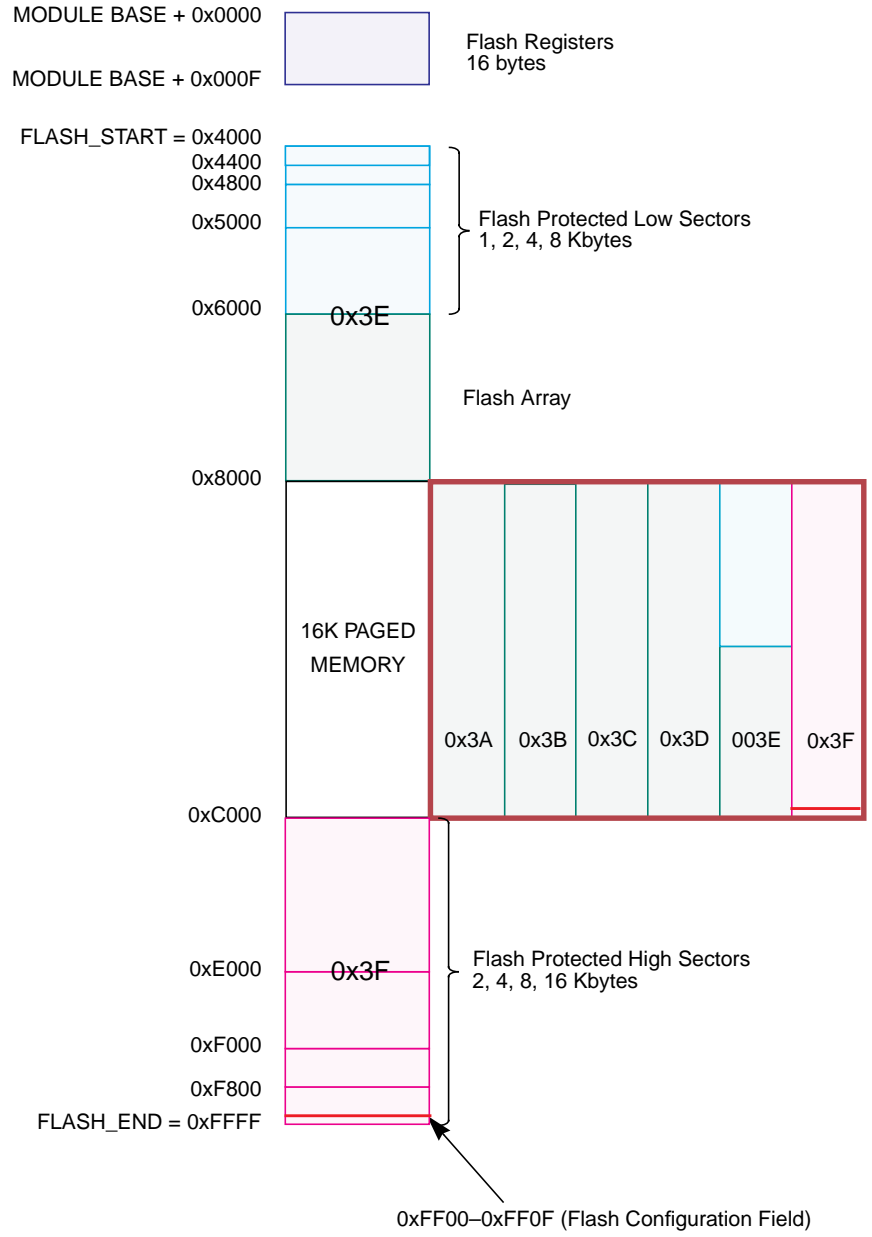 MODULE BASE + 0x0000
Flash Registers
16 bytes
MODULE BASE + 0x000F
FLASH_START = 0x4000
0x4400
0x4800
0x5000
Flash Protected Low Sectors
1, 2, 4, 8 Kbytes
0x6000
0x3E
Flash Array
0x8000
16K PAGED
MEMORY
0x3A
0x3B
0x3C
0x3D
003E
0x3F
0xC000
Flash Protected High Sectors
2, 4, 8, 16 Kbytes
0xE000
0x3F
0xF000
0xF800
FLASH_END = 0xFFFF
0xFF00–0xFF0F (Flash Configuration Field)